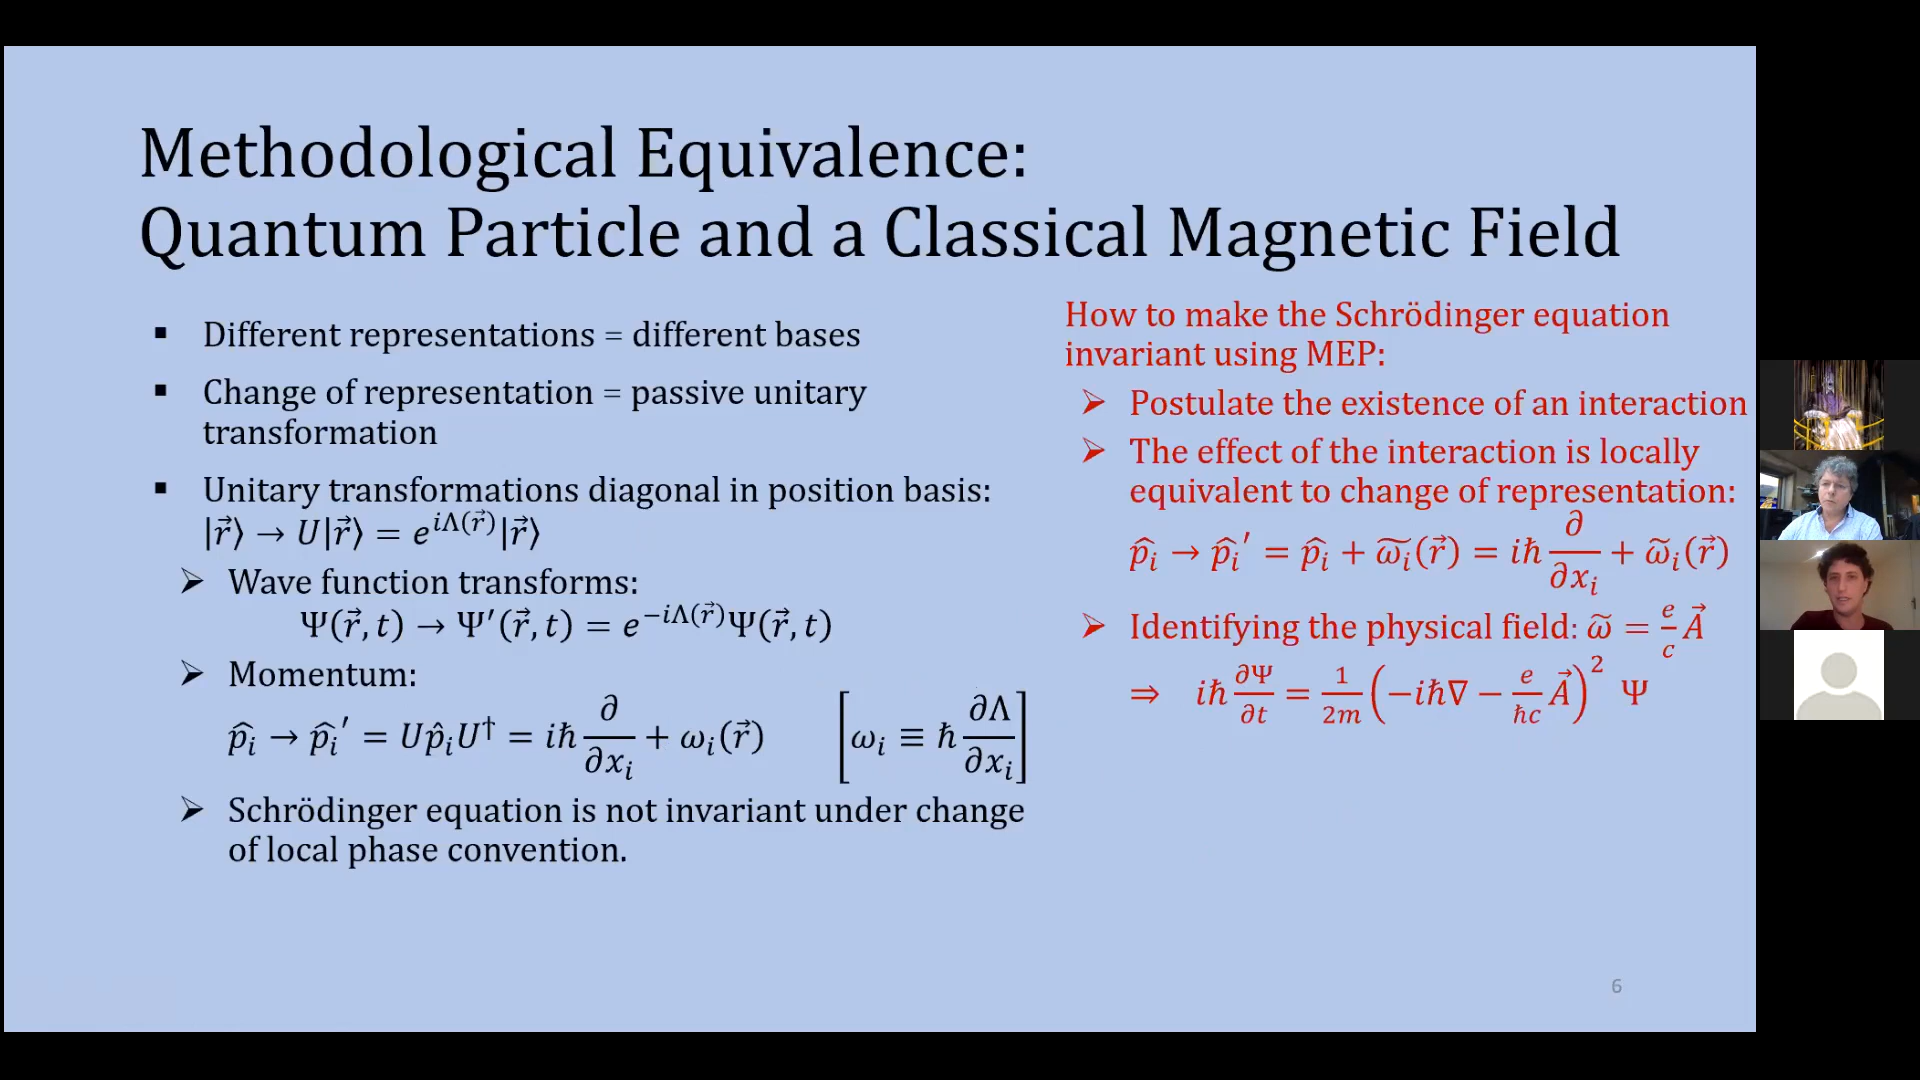 Methodological Equivalence:
Quantum Particle and a Classical Magnetic Field
▪ Different representations = different bases
▪ Change of representation = passive unitary
transformation
▪ Unitary transformations diagonal in position basis:
|r⃗⟩ → U|r⃗⟩ = e^{iΛ(r⃗)}|r⃗⟩
➢ Wave function transforms:
Ψ(r⃗, t) → Ψ′(r⃗, t) = e^{−iΛ(r⃗)}Ψ(r⃗, t)
➢ Momentum:
p̂_i → p̂_i′ = Up̂_iU† = iħ ∂/∂x_i + ω_i(r⃗) [ω_i ≡ ħ ∂Λ/∂x_i]
➢ Schrödinger equation is not invariant under change
of local phase convention.
How to make the Schrödinger equation
invariant using MEP:
➢ Postulate the existence of an interaction
➢ The effect of the interaction is locally
equivalent to change of representation:
p̂_i → p̂_i′ = p̂_i + ω̃_i(r⃗) = iħ ∂/∂x_i + ω̃_i(r⃗)
➢ Identifying the physical field: ω̃ = e/c A⃗
⇒ iħ ∂Ψ/∂t = 1/2m (−iħ∇ − e/ħc A⃗)² Ψ
6